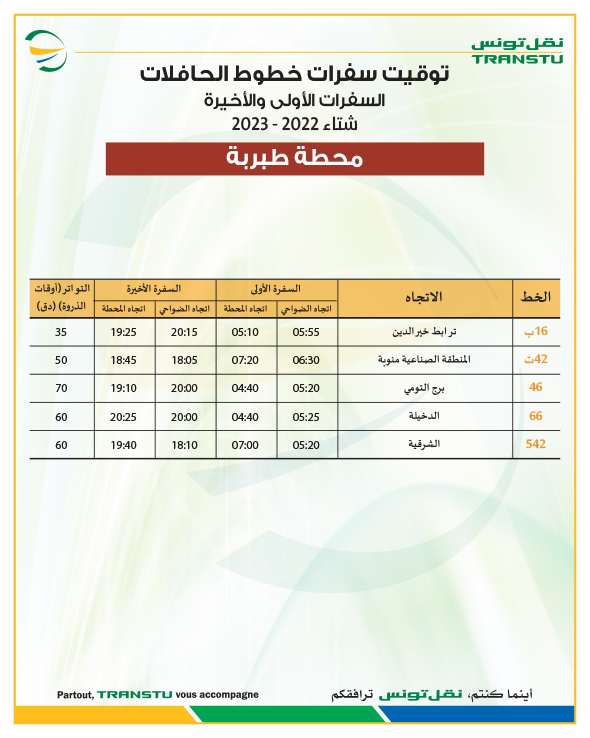 نقل تونس
TRANSTU
توقيت سفرات خطوط الحافلات
السفرات الأولى والأخيرة
شتاء 2022 - 2023
محطة طبربة
الخط الاتجاه السفرة الأولى السفرة الأخيرة التواتر (أوقات الذروة) (دق)
اتجاه الضواحي اتجاه المحطة اتجاه الضواحي اتجاه المحطة
16ب ترابط خير الدين 05:55 05:10 20:15 19:25 35
42ت المنطقة الصناعية منوبة 06:30 07:20 18:05 18:45 50
46 برج التومي 05:20 04:40 20:00 19:10 70
66 الدخيلة 05:25 04:40 20:00 20:25 60
542 الشرقية 05:20 07:00 18:10 19:40 60
أينما كنتم، نقل تونس ترافقكم
Partout, TRANSTU vous accompagne